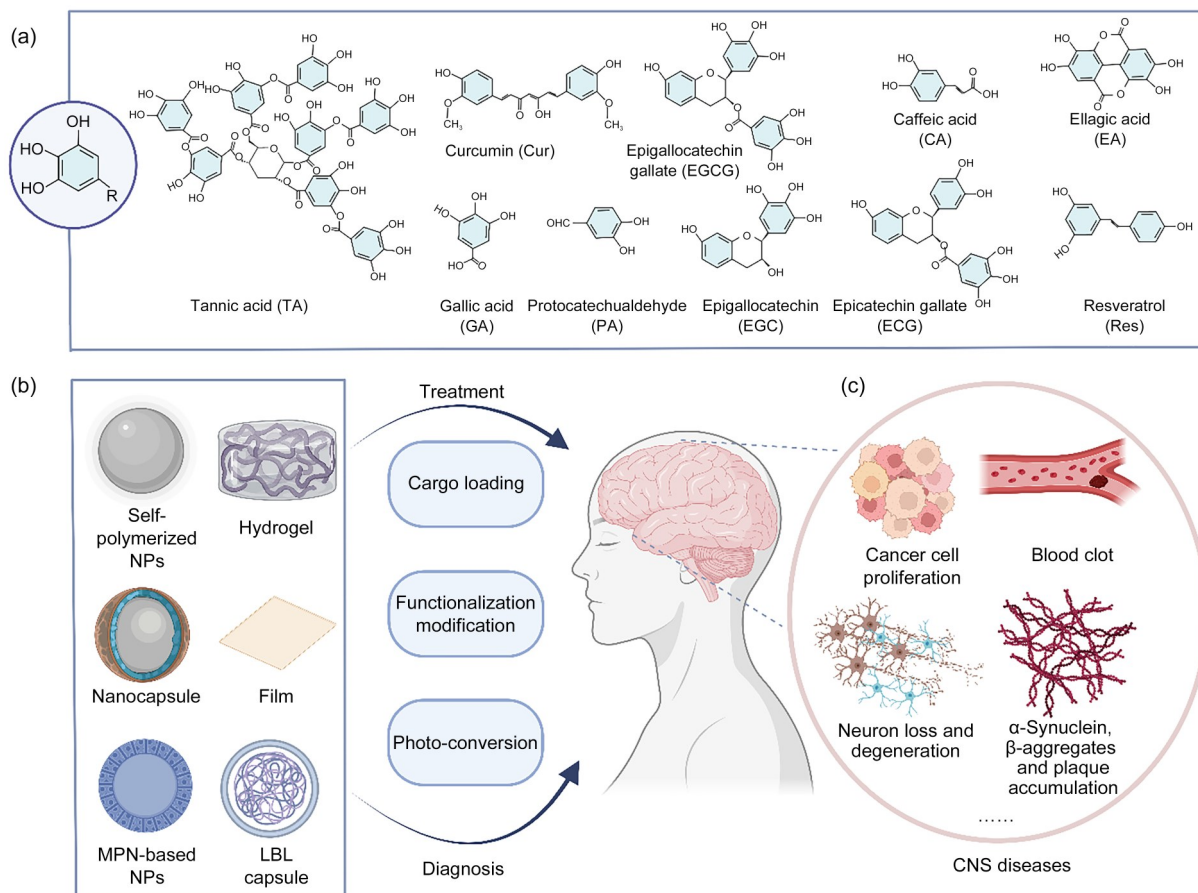 (a)
OH
HO
HO
R
Tannic acid (TA)
Curcumin (Cur)
Epigallocatechin
gallate (EGCG)
Caffeic acid
(CA)
Ellagic acid
(EA)
Gallic acid
(GA)
Protocatechualdehyde
(PA)
Epigallocatechin
(EGC)
Epicatechin gallate
(ECG)
Resveratrol
(Res)
(b)
Self-
polymerized
NPs
Hydrogel
Nanocapsule
Film
MPN-based
NPs
LBL
capsule
Treatment
Cargo loading
Functionalization
modification
Photo-conversion
Diagnosis
(c)
Cancer cell
proliferation
Blood clot
Neuron loss and
degeneration
α-Synuclein,
β-aggregates
and plaque
accumulation
……
CNS diseases